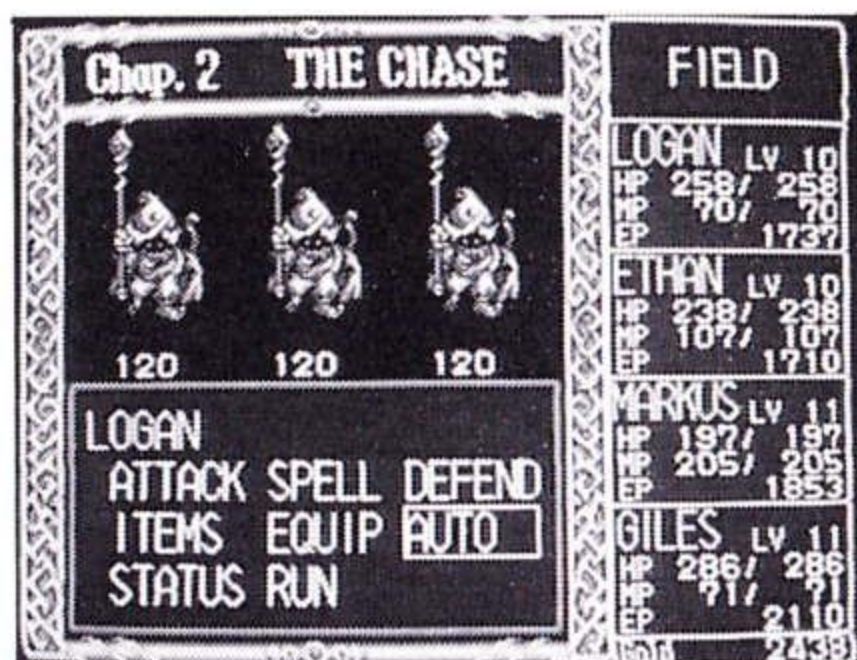 Chap. 2 THE CHASE
120 120 120
LOGAN
ATTACK SPELL DEFEND
ITEMS EQUIP AUTO
STATUS RUN
FIELD
LOGAN LV 10
HP 258/ 258
MP 70/ 70
EP 1737
ETHAN LV 10
HP 238/ 238
MP 107/ 107
EP 1710
MARKUS LV 11
HP 197/ 197
MP 205/ 205
EP 1853
GILES LV 11
HP 286/ 286
MP 71/ 71
EP 2110
2438